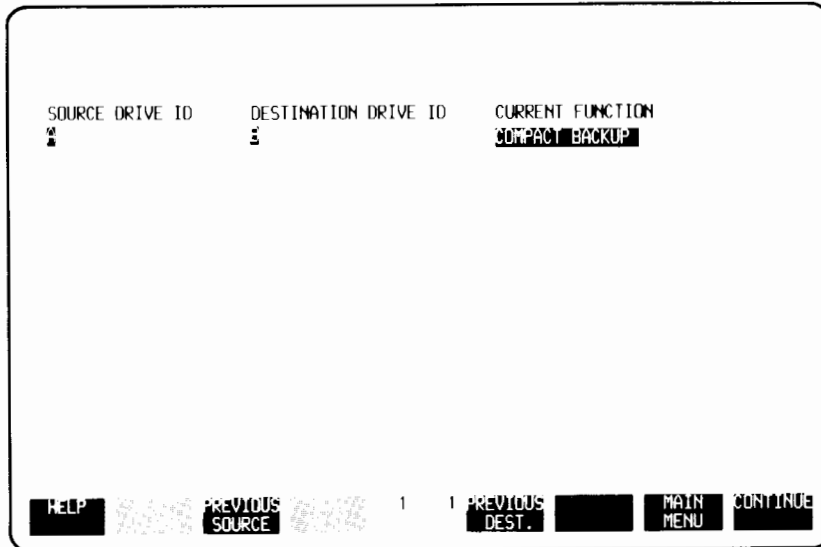 SOURCE DRIVE ID DESTINATION DRIVE ID CURRENT FUNCTION
A COMPACT BACKUP
HELP PREVIOUS SOURCE 1 1 PREVIOUS DEST. MAIN MENU CONTINUE